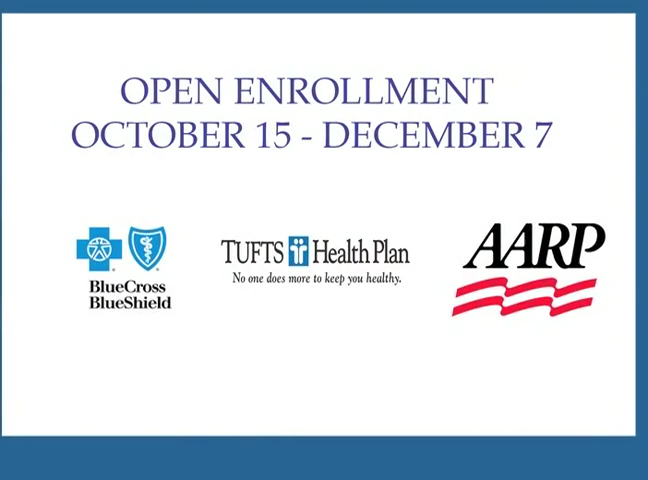 OPEN ENROLLMENT
OCTOBER 15 - DECEMBER 7
BlueCross
BlueShield
TUFTS Health Plan
No one does more to keep you healthy.
AARP